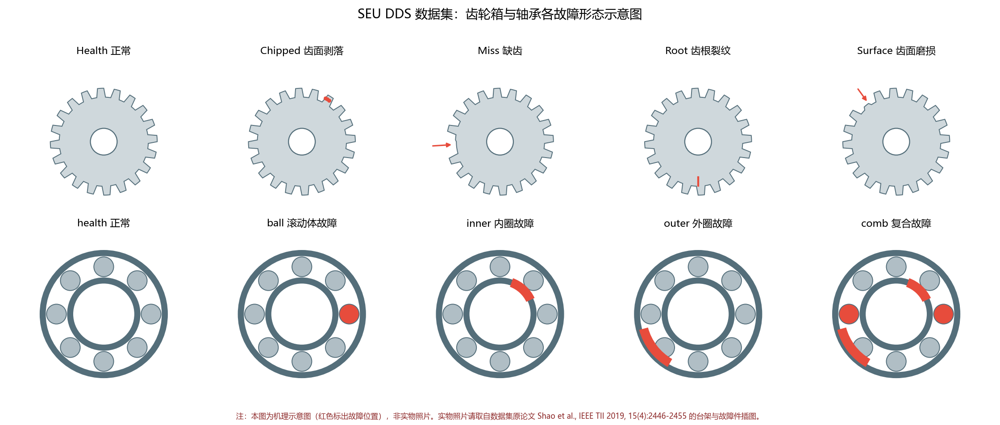 SEU DDS 数据集：齿轮箱与轴承各故障形态示意图
Health 正常
Chipped 齿面剥落
Miss 缺齿
Root 齿根裂纹
Surface 齿面磨损
health 正常
ball 滚动体故障
inner 内圈故障
outer 外圈故障
comb 复合故障
注：本图为机理示意图（红色标出故障位置），非实物照片。实物照片请取自数据集原论文 Shao et al., IEEE TII 2019, 15(4):2446-2455 的台架与故障件插图。